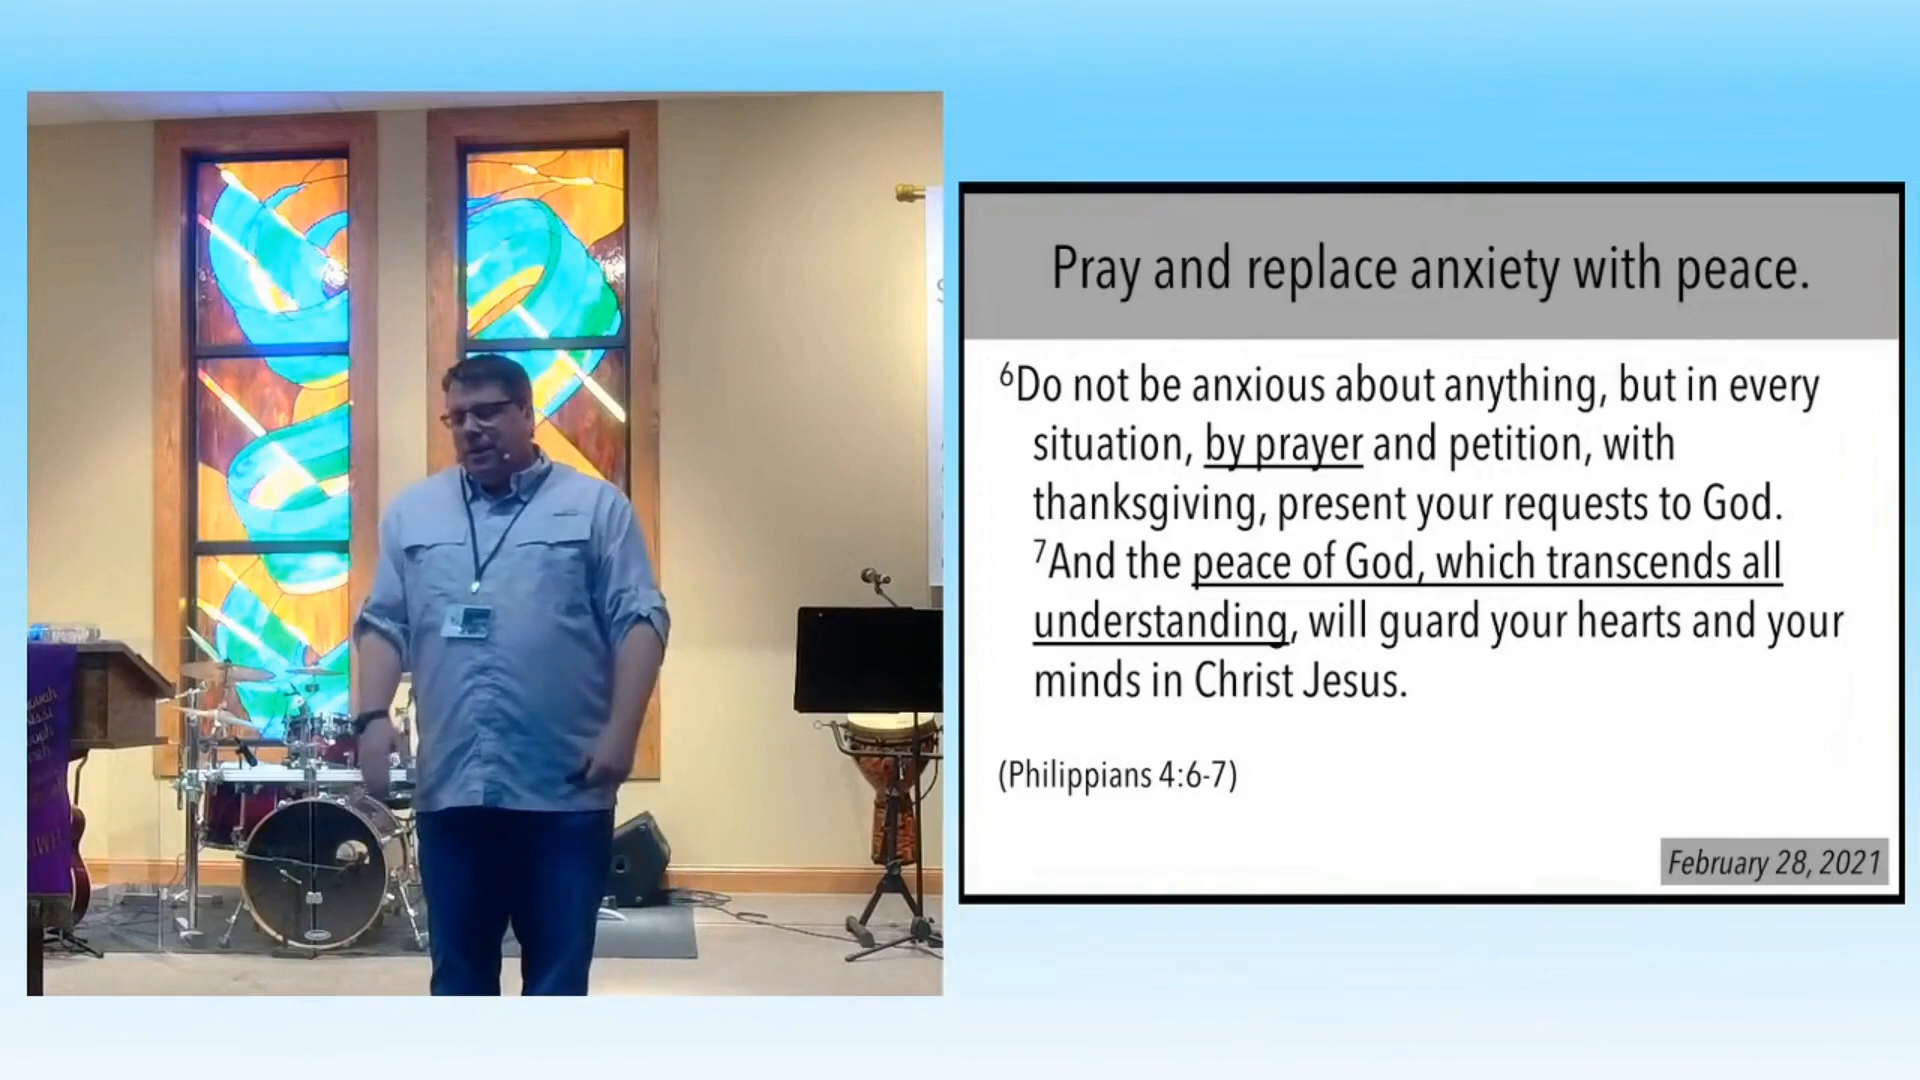 Pray and replace anxiety with peace.
6Do not be anxious about anything, but in every
situation, by prayer and petition, with
thanksgiving, present your requests to God.
7And the peace of God, which transcends all
understanding, will guard your hearts and your
minds in Christ Jesus.
(Philippians 4:6-7)
February 28, 2021